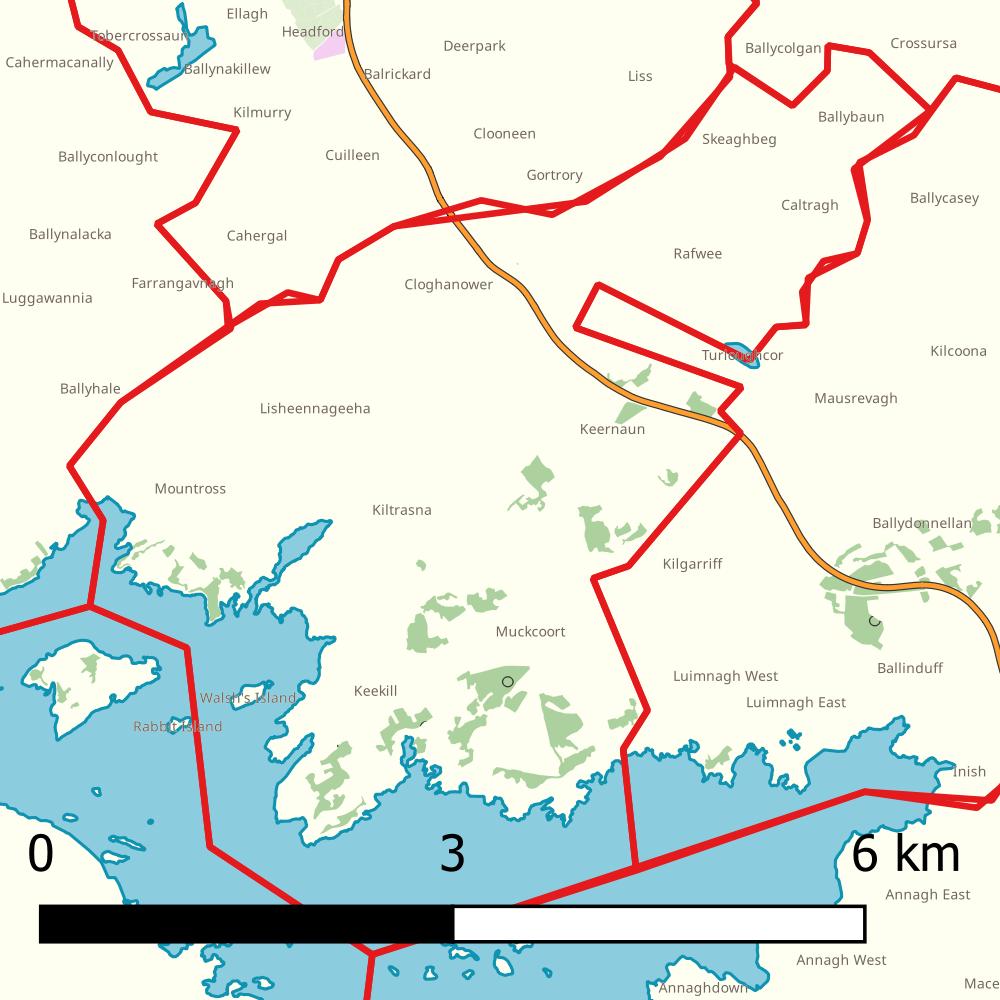 Ellagh
Headford
Tobercrossaun
Deerpark
Crossursa
Ballycolgan
Cahermacanally
Ballynakillew
Balrickard
Liss
Kilmurry
Ballybaun
Clooneen
Skeaghbeg
Ballyconlought
Cuilleen
Gortrory
Ballycasey
Caltragh
Ballynalacka
Cahergal
Rafwee
Farrangavnagh
Cloghanower
Luggawannia
Kilcoona
Turloughcor
Ballyhale
Mausrevagh
Lisheennageeha
Keernaun
Mountross
Kiltrasna
Ballydonnellan
Kilgarriff
Muckcoort
Ballinduff
Luimnagh West
Keekill
Walsh's Island
Luimnagh East
Rabbit Island
Inish
0 3 6 km
Annagh East
Annagh West
Annaghdown
Mace